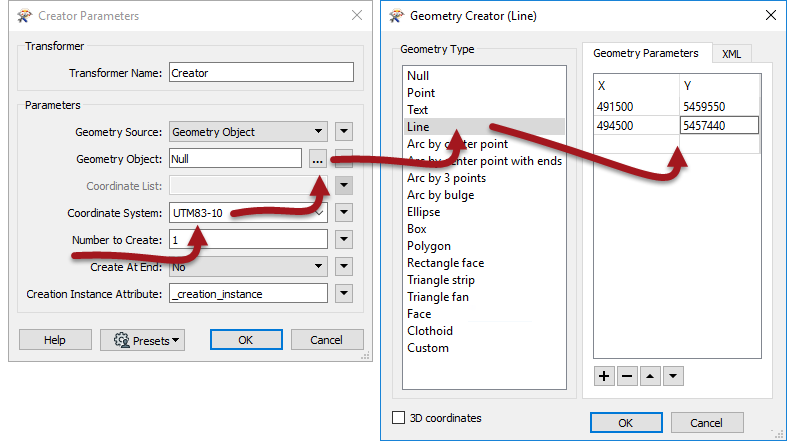 Creator Parameters
Transformer
Transformer Name: Creator
Parameters
Geometry Source: Geometry Object
Geometry Object: Null ...
Coordinate List:
Coordinate System: UTM83-10
Number to Create: 1
Create At End: No
Creation Instance Attribute: _creation_instance
Help Presets OK Cancel
Geometry Creator (Line)
Geometry Type
Null
Point
Text
Line
Arc by center point
Arc by center point with ends
Arc by 3 points
Arc by bulge
Ellipse
Box
Polygon
Rectangle face
Triangle strip
Triangle fan
Face
Clothoid
Custom
3D coordinates
Geometry Parameters XML
X Y
491500 5459550
494500 5457440
OK Cancel